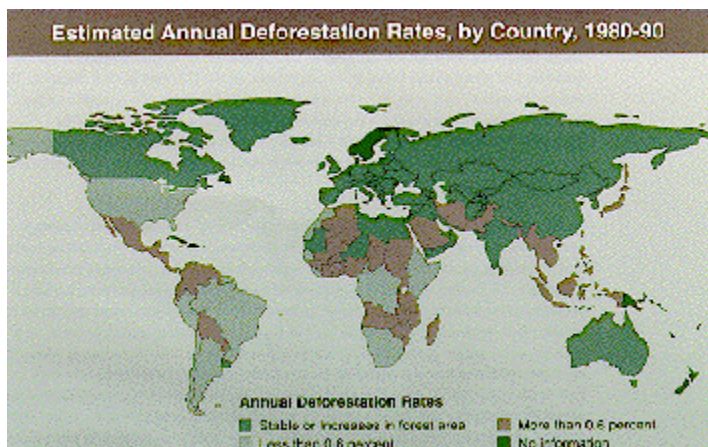 Estimated Annual Deforestation Rates, by Country, 1980-90
Annual Deforestation Rates
Stable or increases in forest area
More than 0.6 percent
Less than 0.6 percent
No information